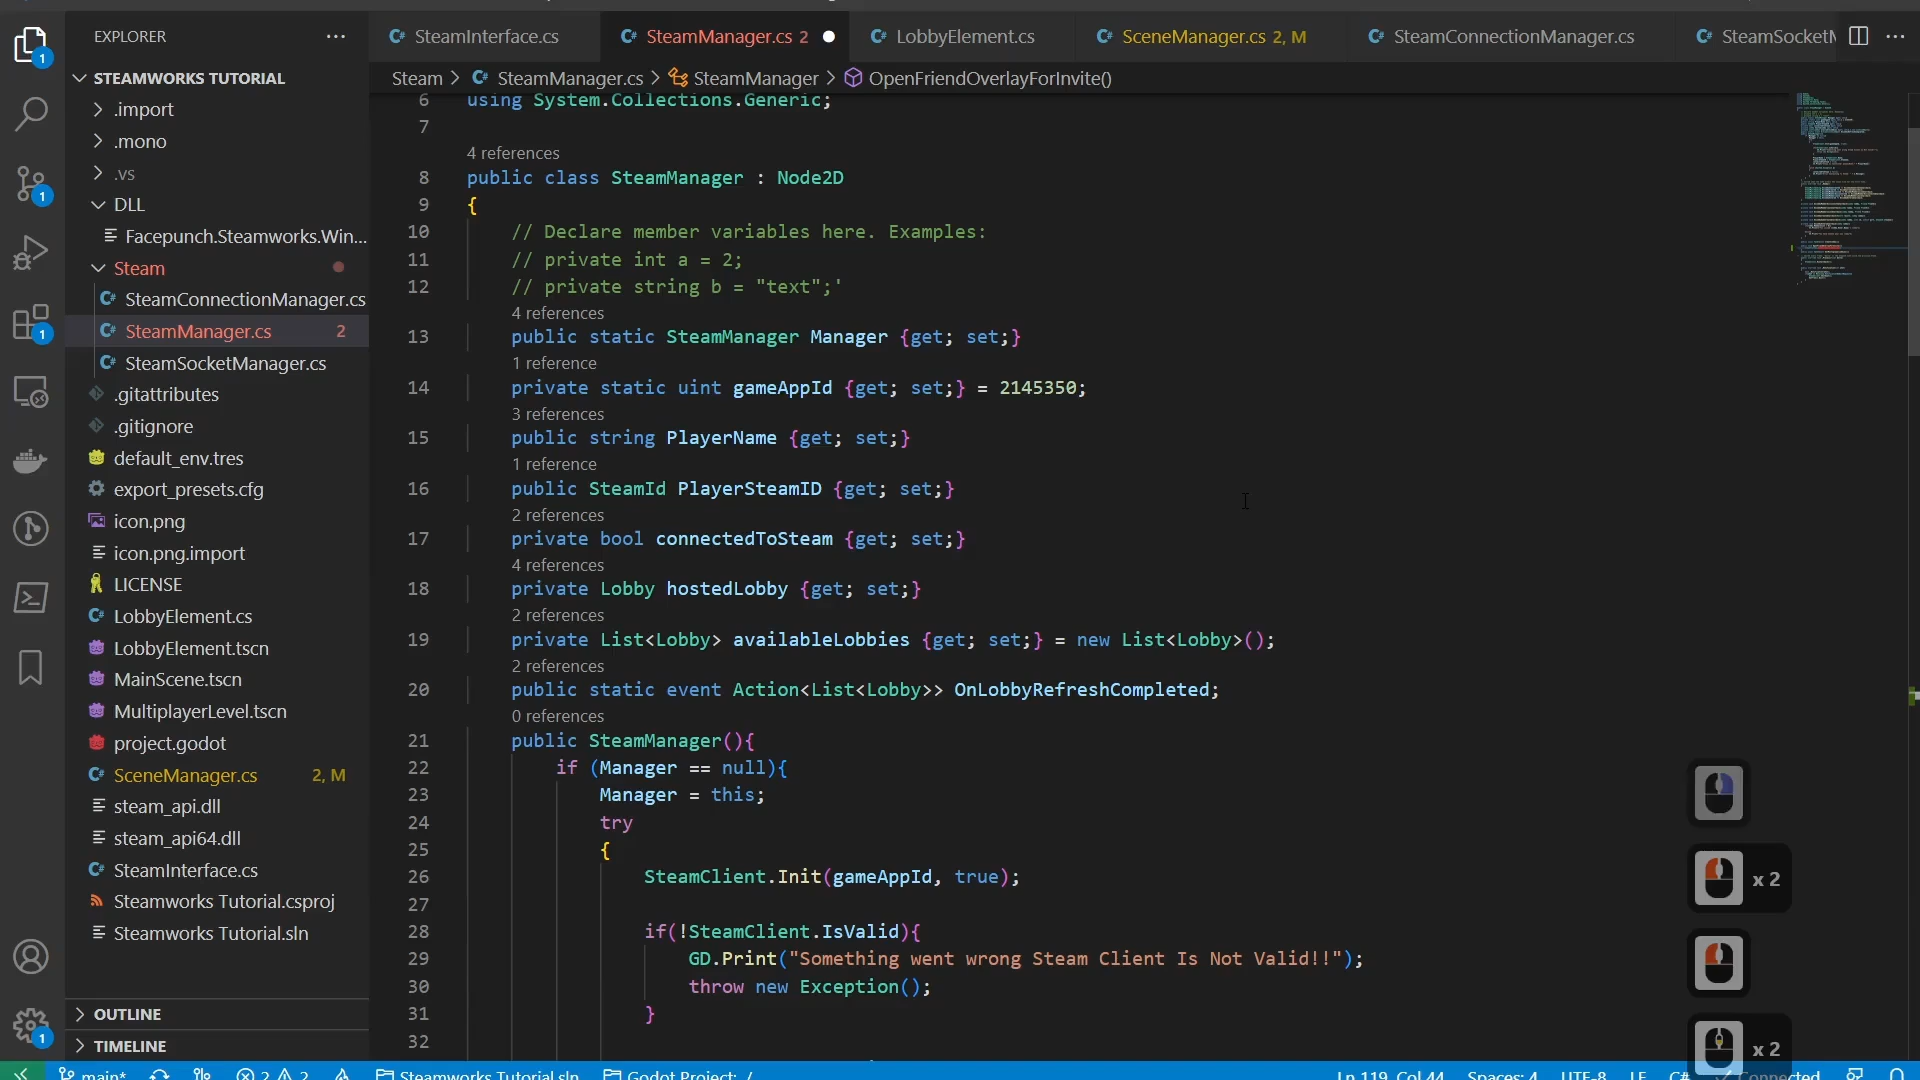 EXPLORER
SteamInterface.cs
SteamManager.cs 2
LobbyElement.cs
SceneManager.cs 2, M
SteamConnectionManager.cs
SteamSocketM
STEAMWORKS TUTORIAL
Steam > SteamManager.cs > SteamManager > OpenFriendOverlayForInvite()
.import
.mono
.vs
DLL
Facepunch.Steamworks.Win...
Steam
SteamConnectionManager.cs
SteamManager.cs 2
SteamSocketManager.cs
.gitattributes
.gitignore
default_env.tres
export_presets.cfg
icon.png
icon.png.import
LICENSE
LobbyElement.cs
LobbyElement.tscn
MainScene.tscn
MultiplayerLevel.tscn
project.godot
SceneManager.cs 2, M
steam_api.dll
steam_api64.dll
SteamInterface.cs
Steamworks Tutorial.csproj
Steamworks Tutorial.sln
OUTLINE
TIMELINE
6 using System.Collections.Generic;
7
4 references
8 public class SteamManager : Node2D
9 {
10 // Declare member variables here. Examples:
11 // private int a = 2;
12 // private string b = "text";'
4 references
13 public static SteamManager Manager {get; set;}
1 reference
14 private static uint gameAppId {get; set;} = 2145350;
3 references
15 public string PlayerName {get; set;}
1 reference
16 public SteamId PlayerSteamID {get; set;}
2 references
17 private bool connectedToSteam {get; set;}
4 references
18 private Lobby hostedLobby {get; set;}
2 references
19 private List<Lobby> availableLobbies {get; set;} = new List<Lobby>();
2 references
20 public static event Action<List<Lobby>> OnLobbyRefreshCompleted;
0 references
21 public SteamManager(){
22 if (Manager == null){
23 Manager = this;
24 try
25 {
26 SteamClient.Init(gameAppId, true);
27
28 if(!SteamClient.IsValid){
29 GD.Print("Something went wrong Steam Client Is Not Valid!!");
30 throw new Exception();
31 }
32
x 2
x 2
1
1
1
1
main* 2 2 Steamworks Tutorial.sln Godot Project: / Ln 119, Col 44 Spaces: 4 UTF-8 LF C# Connected